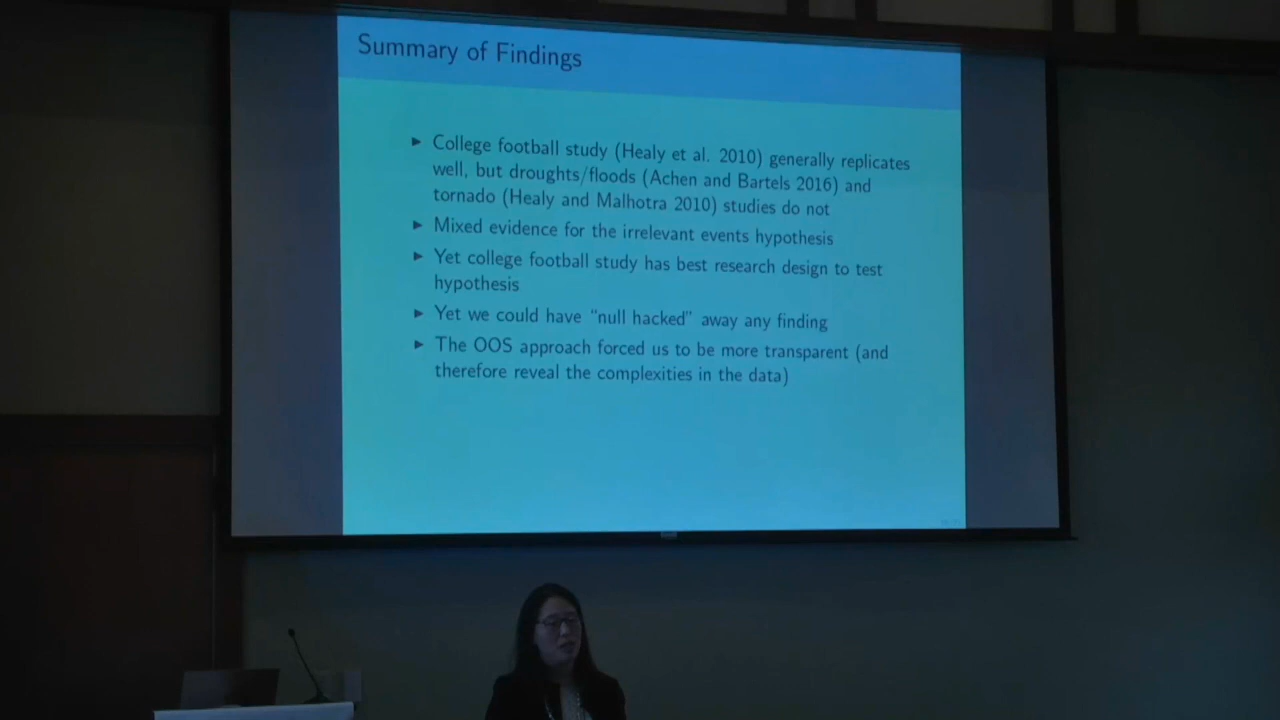 Summary of Findings
► College football study (Healy et al. 2010) generally replicates
well, but droughts/floods (Achen and Bartels 2016) and
tornado (Healy and Malhotra 2010) studies do not
► Mixed evidence for the irrelevant events hypothesis
► Yet college football study has best research design to test
hypothesis
► Yet we could have “null hacked” away any finding
► The OOS approach forced us to be more transparent (and
therefore reveal the complexities in the data)